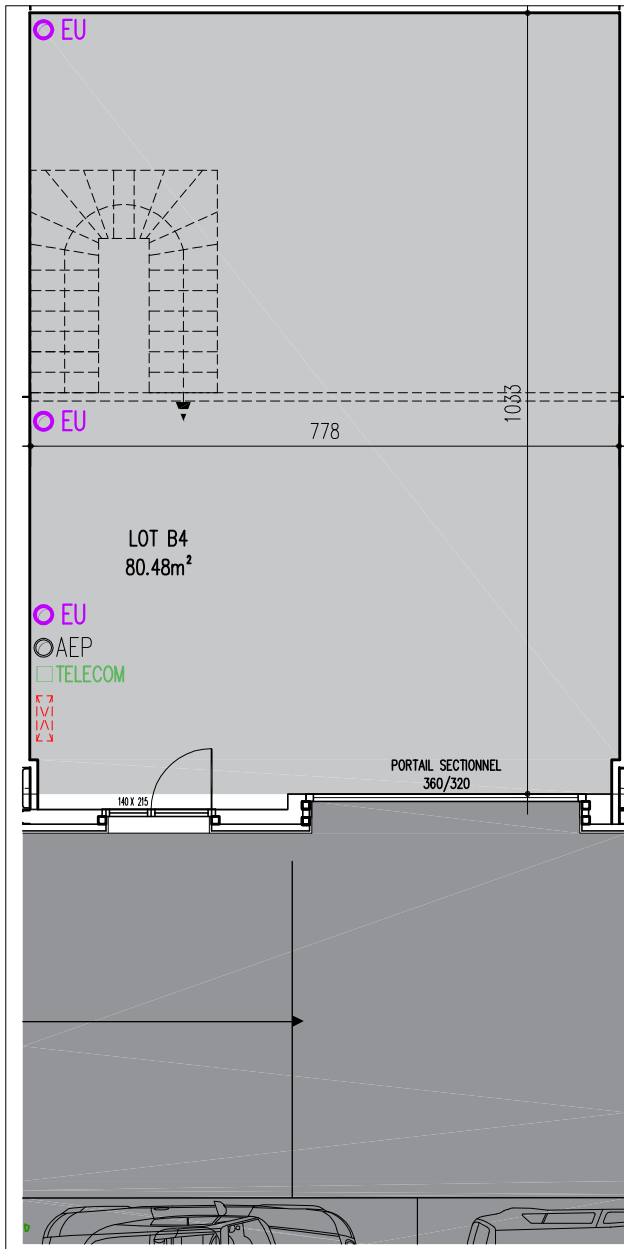 EU
1033
EU
778
LOT B4
80.48m²
EU
AEP
TELECOM
PORTAIL SECTIONNEL
360/320
140 X 215